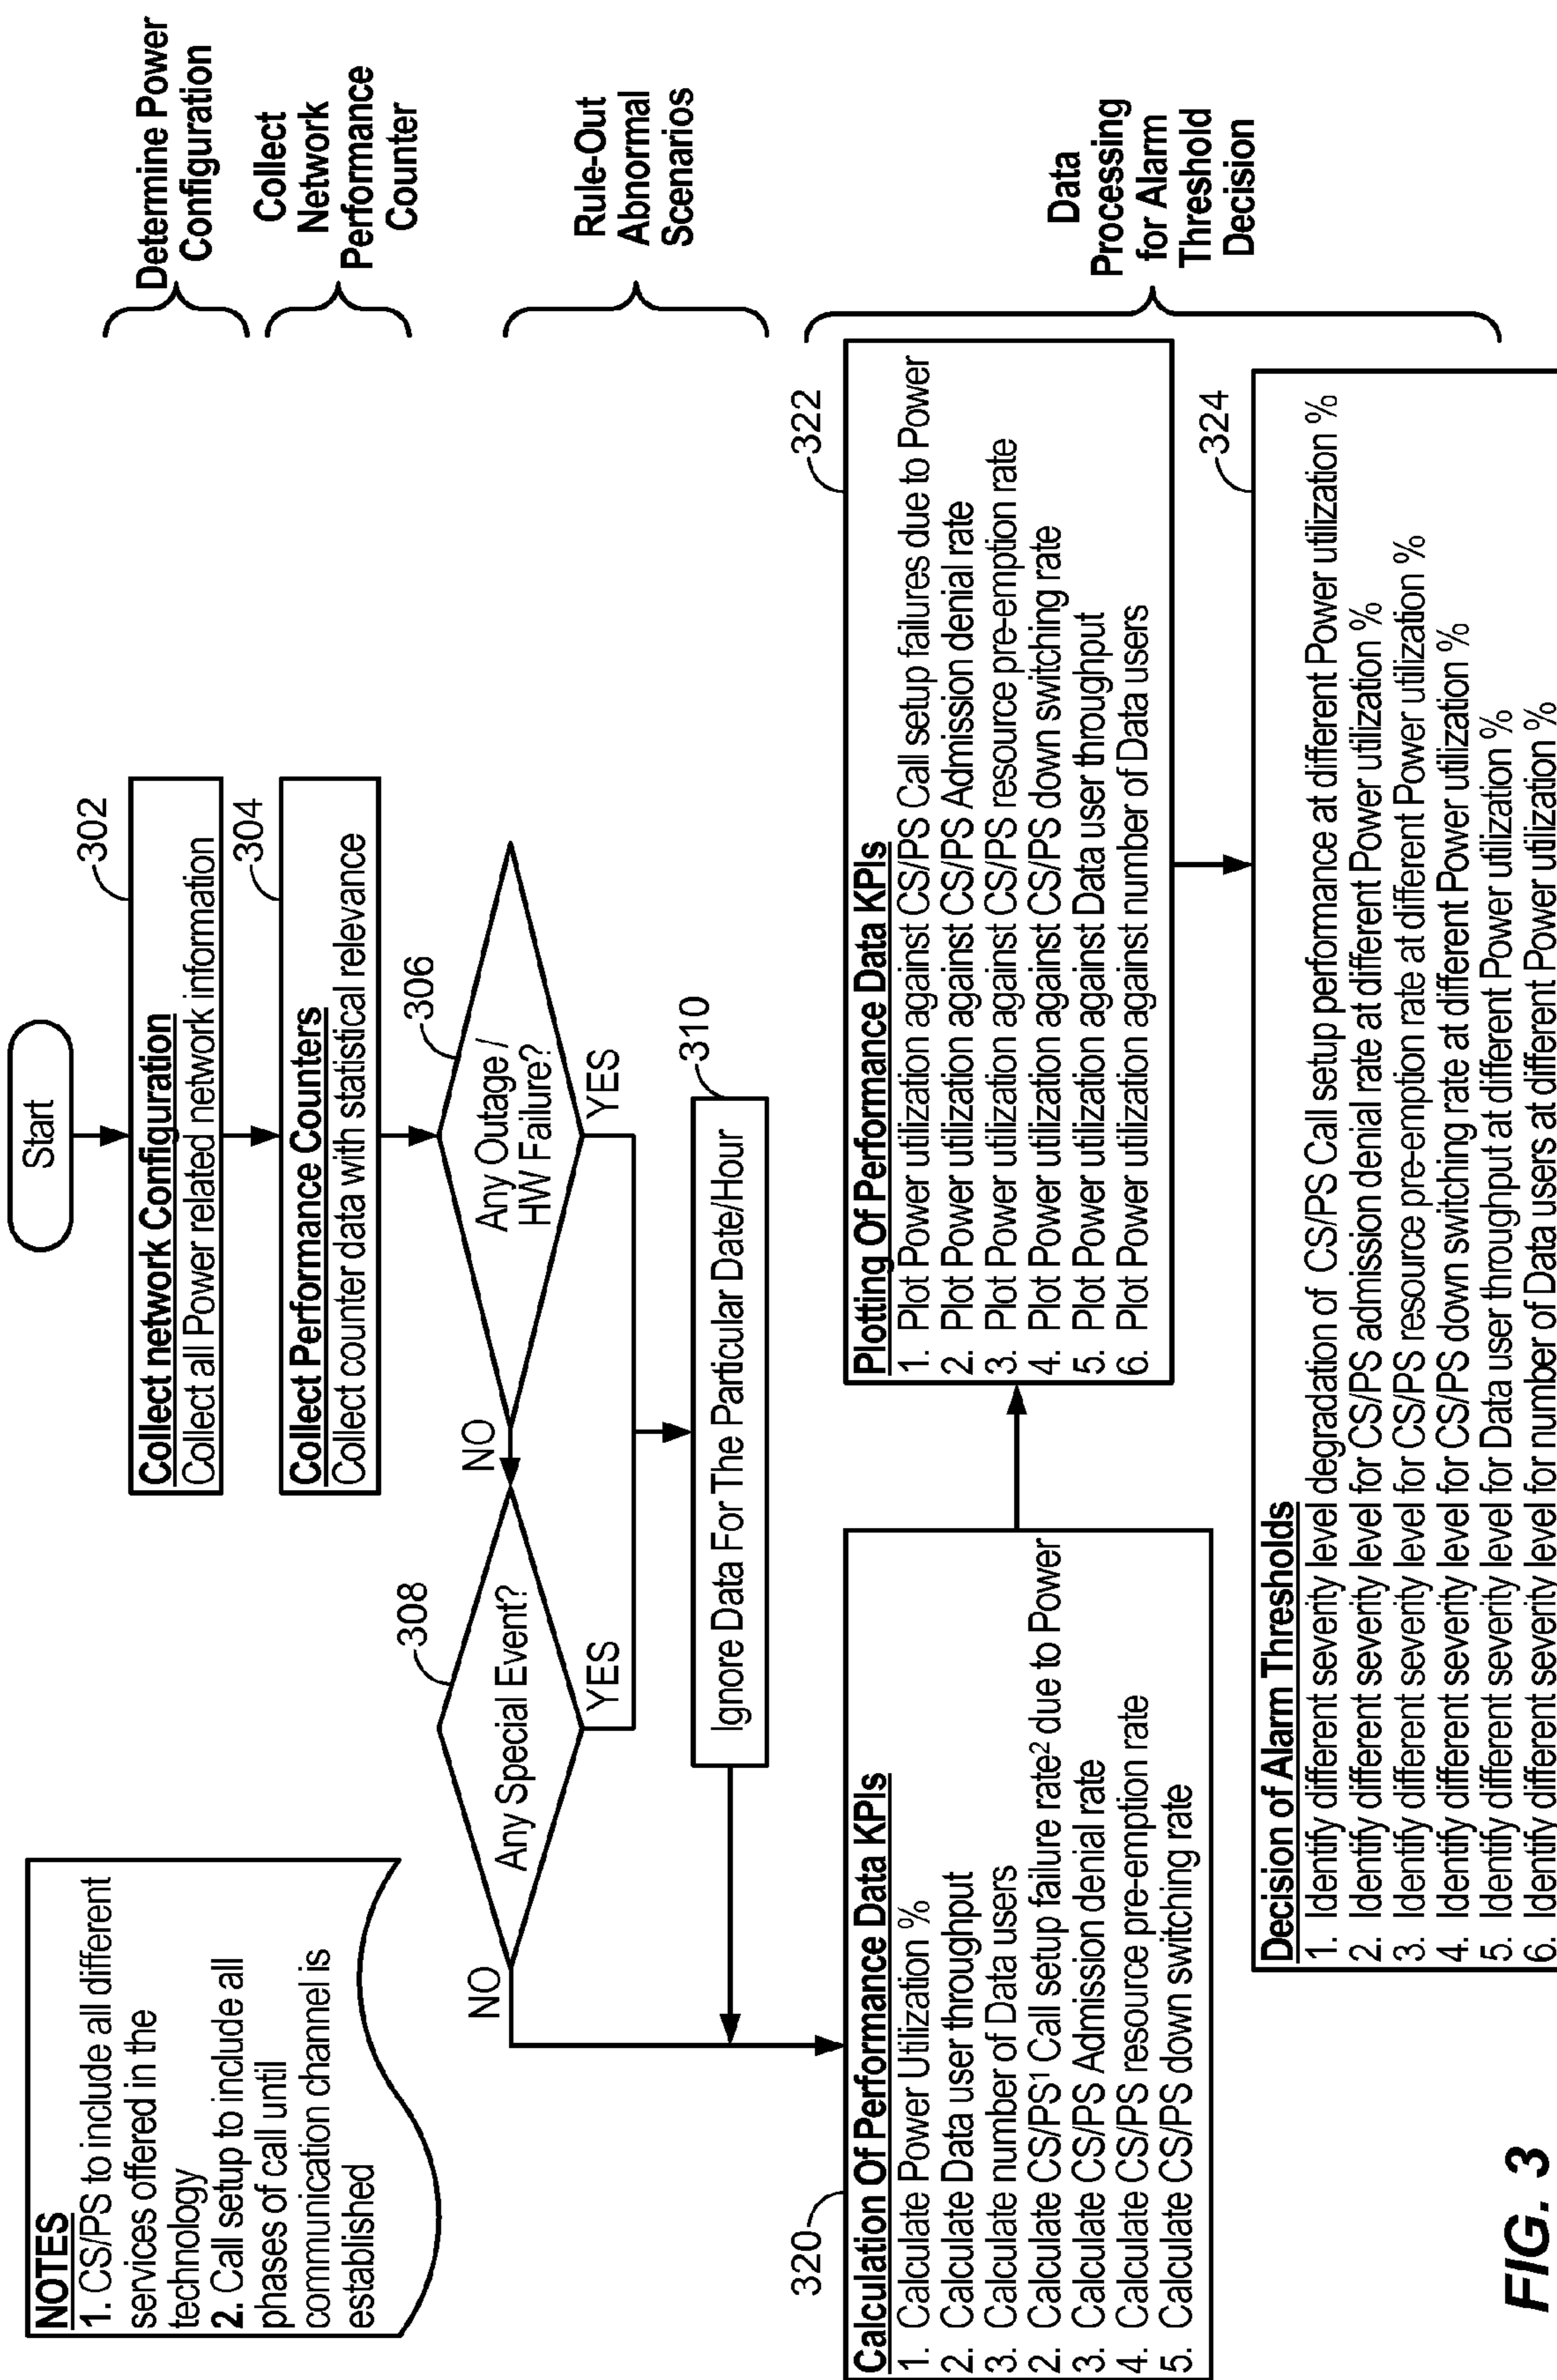 NOTES
1. CS/PS to include all different
services offered in the
technology
2. Call setup to include all
phases of call until
communication channel is
established
Start
302
Collect network Configuration
Collect all Power related network information
304
Collect Performance Counters
Collect counter data with statistical relevance
306
Any Outage /
HW Failure?
YES
NO
308
Any Special Event?
YES
NO
310
Ignore Data For The Particular Date/Hour
320
Calculation Of Performance Data KPIs
1. Calculate Power Utilization %
2. Calculate Data user throughput
3. Calculate number of Data users
2. Calculate CS/PS¹ Call setup failure rate² due to Power
3. Calculate CS/PS Admission denial rate
4. Calculate CS/PS resource pre-emption rate
5. Calculate CS/PS down switching rate
322
Plotting Of Performance Data KPIs
1. Plot Power utilization against CS/PS Call setup failures due to Power
2. Plot Power utilization against CS/PS Admission denial rate
3. Plot Power utilization against CS/PS resource pre-emption rate
4. Plot Power utilization against CS/PS down switching rate
5. Plot Power utilization against Data user throughput
6. Plot Power utilization against number of Data users
324
Decision of Alarm Thresholds
1. Identify different severity level degradation of CS/PS Call setup performance at different Power utilization %
2. Identify different severity level for CS/PS admission denial rate at different Power utilization %
3. Identify different severity level for CS/PS resource pre-emption rate at different Power utilization %
4. Identify different severity level for CS/PS down switching rate at different Power utilization %
5. Identify different severity level for Data user throughput at different Power utilization %
6. Identify different severity level for number of Data users at different Power utilization %
Determine Power
Configuration
Collect
Network
Performance
Counter
Rule-Out
Abnormal
Scenarios
Data
Processing
for Alarm
Threshold
Decision
FIG. 3